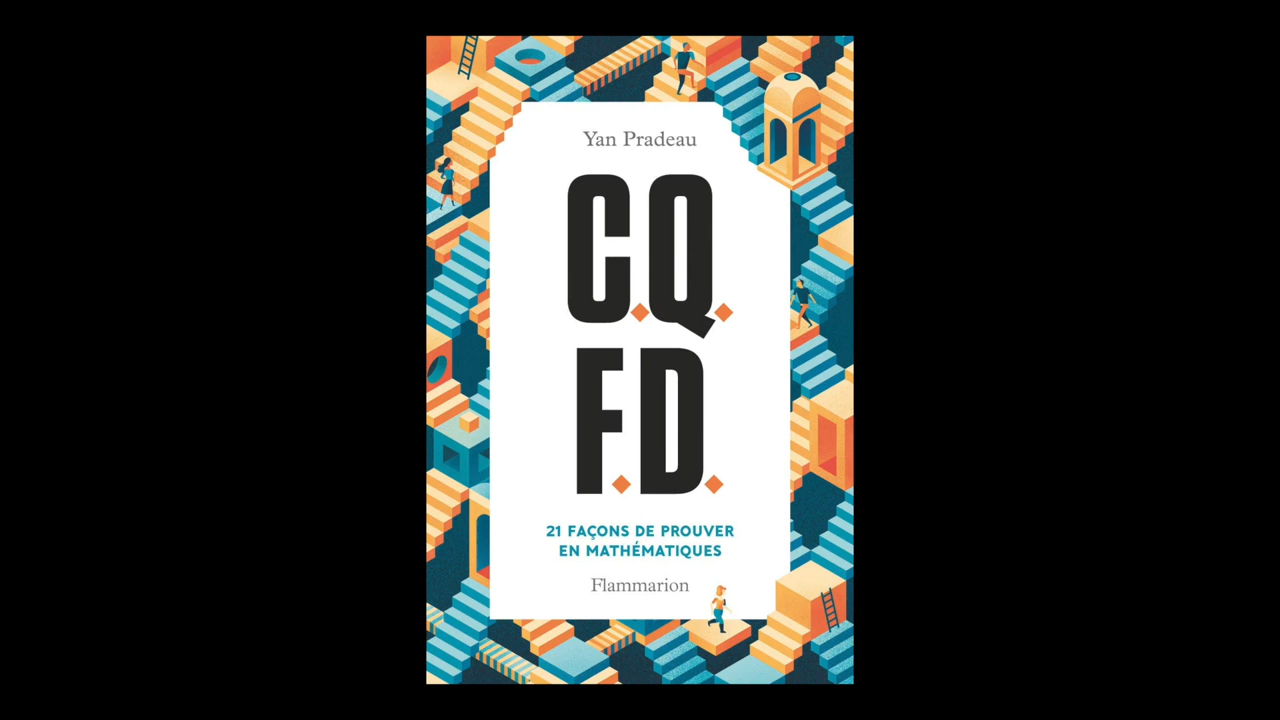 Yan Pradeau
C.Q.
F.D.
21 FAÇONS DE PROUVER
EN MATHÉMATIQUES
Flammarion